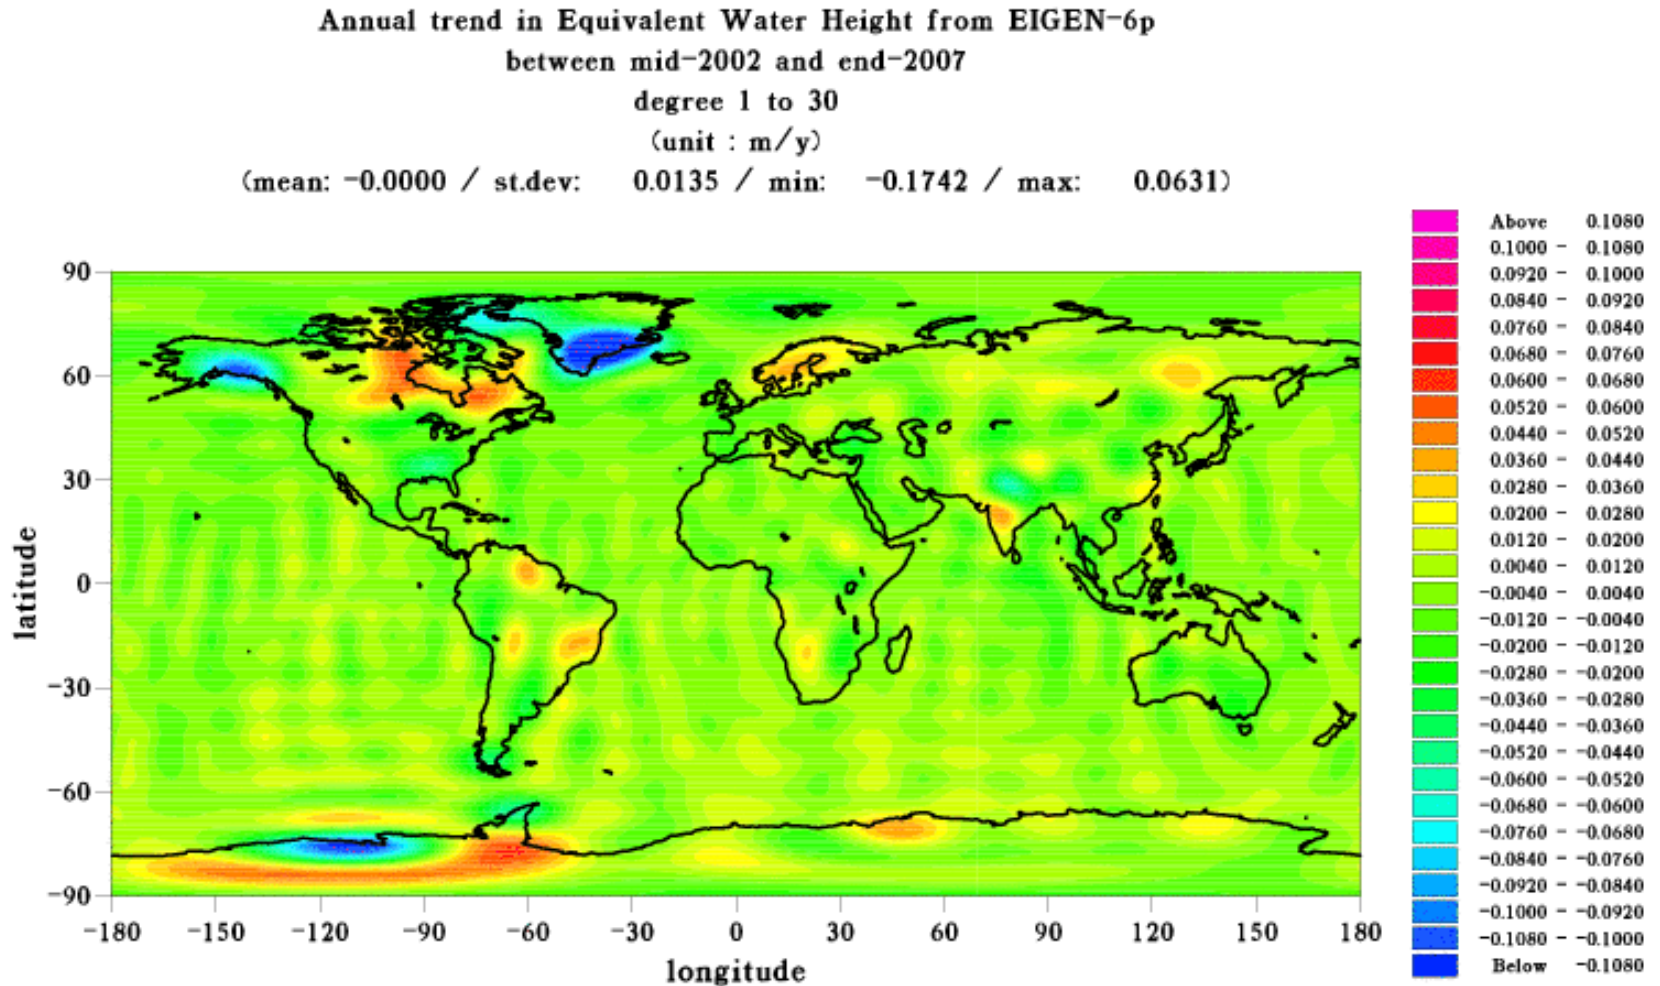 Annual trend in Equivalent Water Height from EIGEN-6p
between mid-2002 and end-2007
degree 1 to 30
(unit : m/y)
(mean: -0.0000 / st.dev: 0.0135 / min: -0.1742 / max: 0.0631)
Above 0.1080
0.1000 - 0.1080
0.0920 - 0.1000
0.0840 - 0.0920
0.0760 - 0.0840
0.0680 - 0.0760
0.0600 - 0.0680
0.0520 - 0.0600
0.0440 - 0.0520
0.0360 - 0.0440
0.0280 - 0.0360
0.0200 - 0.0280
0.0120 - 0.0200
0.0040 - 0.0120
-0.0040 - 0.0040
-0.0120 - -0.0040
-0.0200 - -0.0120
-0.0280 - -0.0200
-0.0360 - -0.0280
-0.0440 - -0.0360
-0.0520 - -0.0440
-0.0600 - -0.0520
-0.0680 - -0.0600
-0.0760 - -0.0680
-0.0840 - -0.0760
-0.0920 - -0.0840
-0.1000 - -0.0920
-0.1080 - -0.1000
Below -0.1080
90
60
30
0
-30
-60
-90
latitude
-180 -150 -120 -90 -60 -30 0 30 60 90 120 150 180
longitude